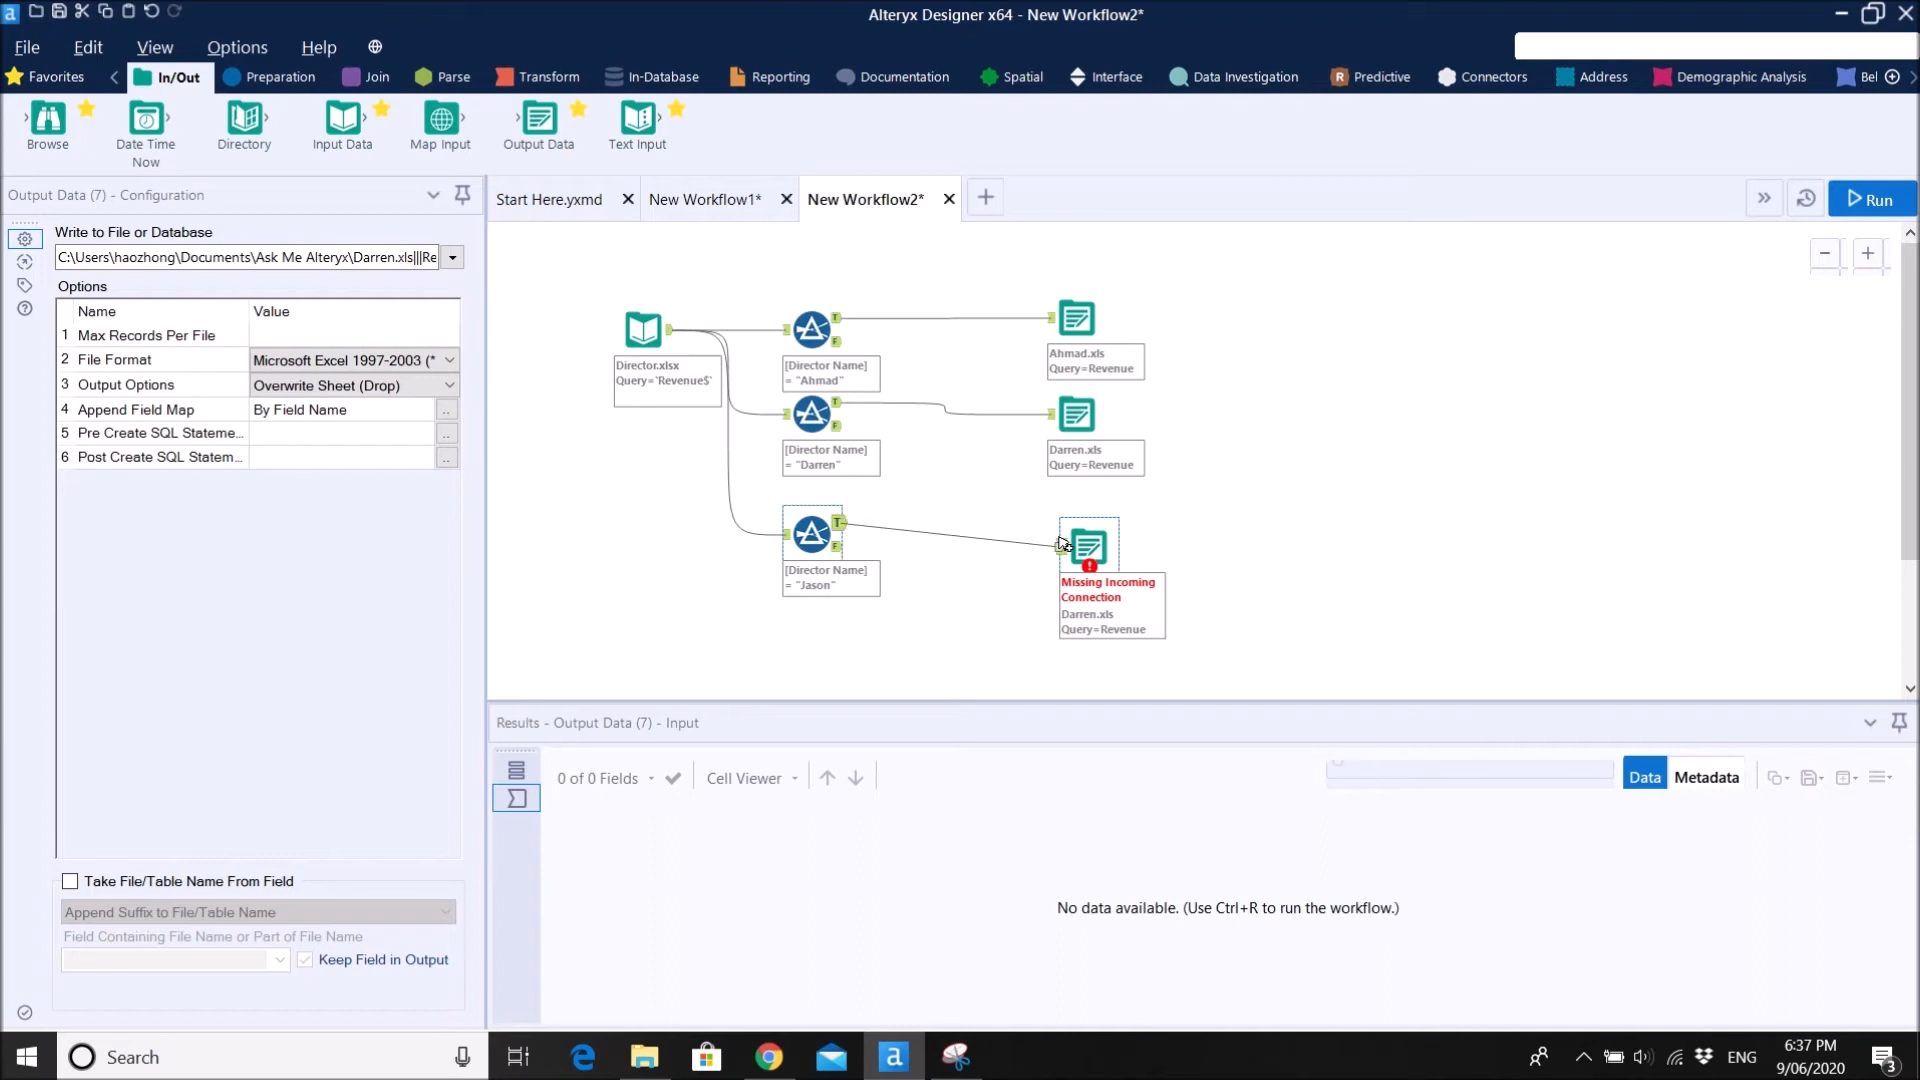 Alteryx Designer x64 - New Workflow2*
File Edit View Options Help
Favorites In/Out Preparation Join Parse Transform In-Database Reporting Documentation Spatial Interface Data Investigation R Predictive Connectors Address Demographic Analysis Bel
Browse
Date Time
Now
Directory
Input Data
Map Input
Output Data
Text Input
Output Data (7) - Configuration
Start Here.yxmd
New Workflow1*
New Workflow2*
Run
Write to File or Database
C:\Users\haozhong\Documents\Ask Me Alteryx\Darren.xls|||Re
Options
Name Value
1 Max Records Per File
2 File Format Microsoft Excel 1997-2003 (*
3 Output Options Overwrite Sheet (Drop)
4 Append Field Map By Field Name ..
5 Pre Create SQL Stateme... ..
6 Post Create SQL Statem... ..
Take File/Table Name From Field
Append Suffix to File/Table Name
Field Containing File Name or Part of File Name
Keep Field in Output
Director.xlsx
Query=`Revenue$`
T
F
[Director Name]
= "Ahmad"
Ahmad.xls
Query=Revenue
T
F
[Director Name]
= "Darren"
Darren.xls
Query=Revenue
T
F
[Director Name]
= "Jason"
Missing Incoming
Connection
Darren.xls
Query=Revenue
Results - Output Data (7) - Input
0 of 0 Fields
Cell Viewer
Data
Metadata
No data available. (Use Ctrl+R to run the workflow.)
Search
a
ENG
6:37 PM
9/06/2020
3